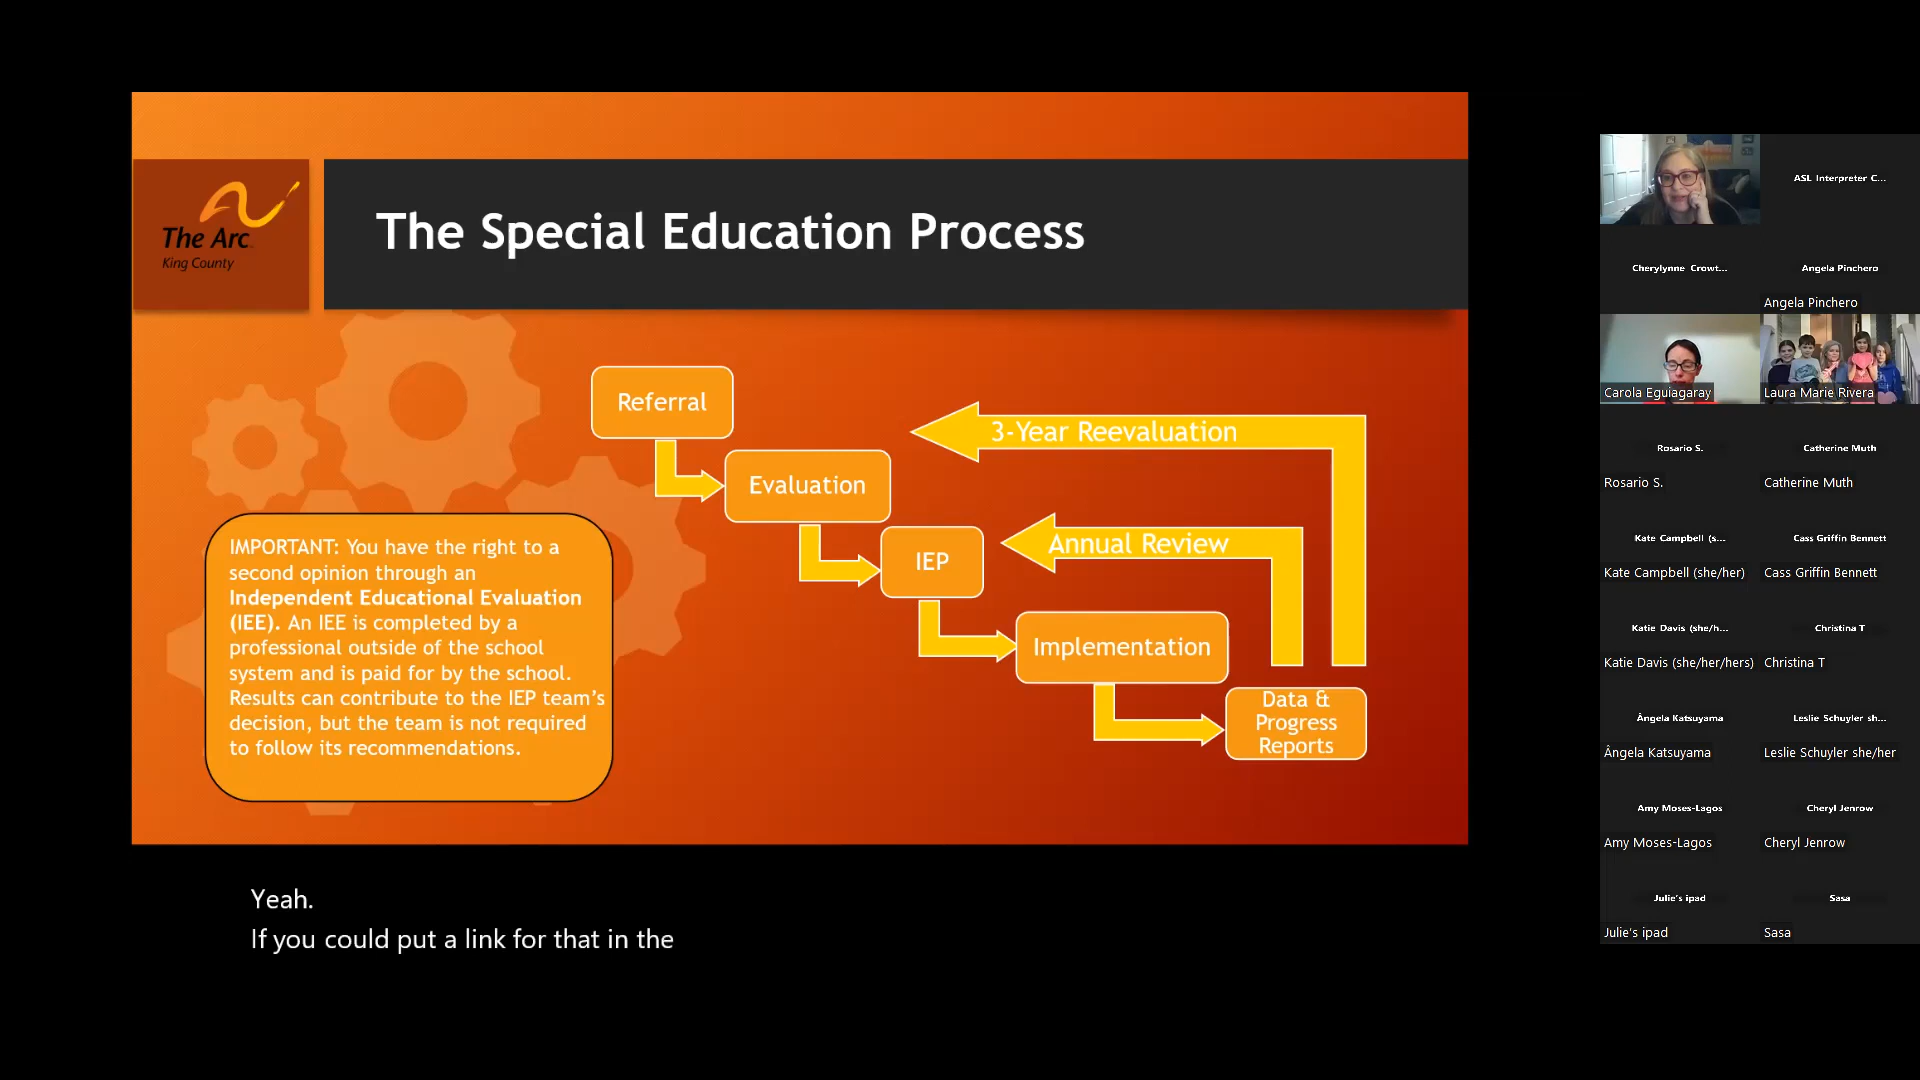 The Arc
King County
The Special Education Process
Referral
Evaluation
IEP
Implementation
Data &
Progress
Reports
3-Year Reevaluation
Annual Review
IMPORTANT: You have the right to a
second opinion through an
Independent Educational Evaluation
(IEE). An IEE is completed by a
professional outside of the school
system and is paid for by the school.
Results can contribute to the IEP team's
decision, but the team is not required
to follow its recommendations.
Yeah.
If you could put a link for that in the
ASL Interpreter C...
Cherylynne Crowt...
Angela Pinchero
Angela Pinchero
Carola Eguiagaray
Laura Marie Rivera
Rosario S.
Catherine Muth
Rosario S.
Catherine Muth
Kate Campbell (s...
Cass Griffin Bennett
Kate Campbell (she/her)
Cass Griffin Bennett
Katie Davis (she/h...
Christina T
Katie Davis (she/her/hers)
Christina T
Ângela Katsuyama
Leslie Schuyler sh...
Ângela Katsuyama
Leslie Schuyler she/her
Amy Moses-Lagos
Cheryl Jenrow
Amy Moses-Lagos
Cheryl Jenrow
Julie's ipad
Sasa
Julie's ipad
Sasa